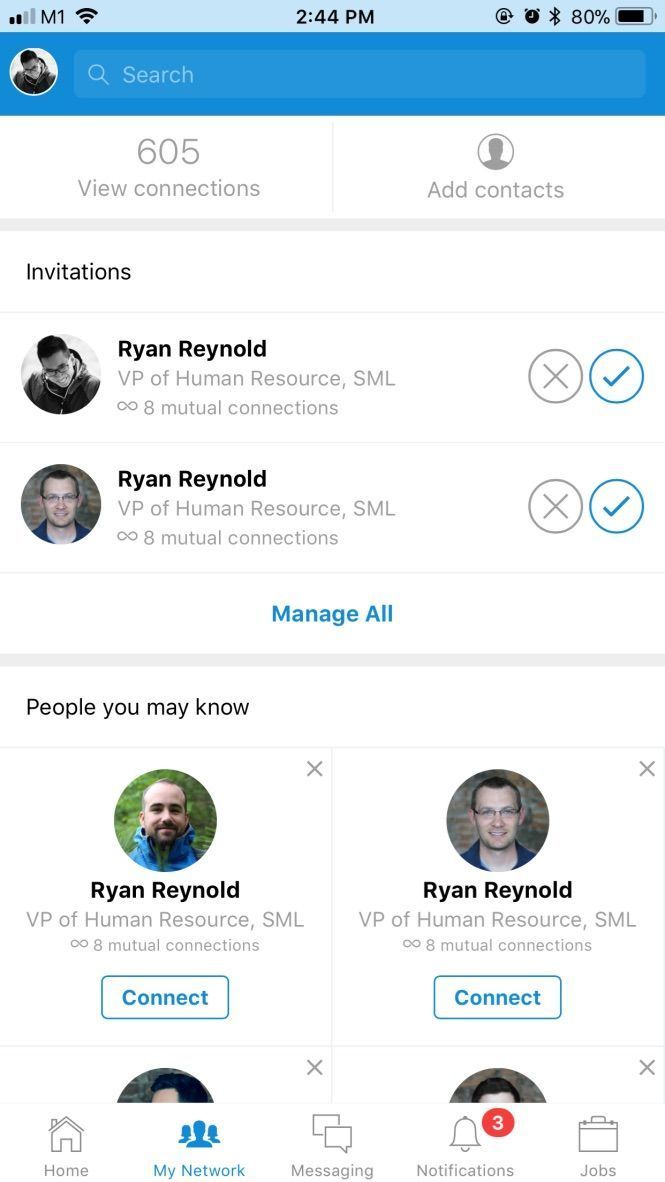 M1 2:44 PM 80%
Search
605
View connections
Add contacts
Invitations
Ryan Reynold
VP of Human Resource, SML
8 mutual connections
Ryan Reynold
VP of Human Resource, SML
8 mutual connections
Manage All
People you may know
Ryan Reynold
VP of Human Resource, SML
8 mutual connections
Connect
Ryan Reynold
VP of Human Resource, SML
8 mutual connections
Connect
3
Home My Network Messaging Notifications Jobs